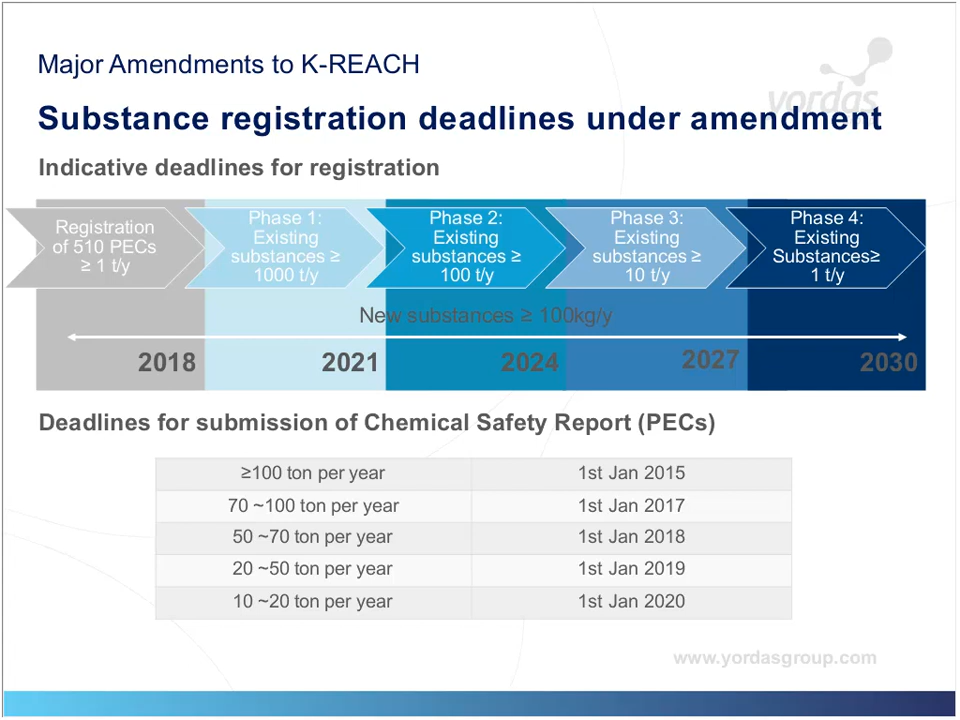 Major Amendments to K-REACH
yordas
Substance registration deadlines under amendment
Indicative deadlines for registration
Registration
of 510 PECs
≥ 1 t/y
Phase 1:
Existing
substances ≥
1000 t/y
Phase 2:
Existing
substances ≥
100 t/y
Phase 3:
Existing
substances ≥
10 t/y
Phase 4:
Existing
Substances≥
1 t/y
New substances ≥ 100kg/y
2018 2021 2024 2027 2030
Deadlines for submission of Chemical Safety Report (PECs)
≥100 ton per year 1st Jan 2015
70 ~100 ton per year 1st Jan 2017
50 ~70 ton per year 1st Jan 2018
20 ~50 ton per year 1st Jan 2019
10 ~20 ton per year 1st Jan 2020
www.yordasgroup.com